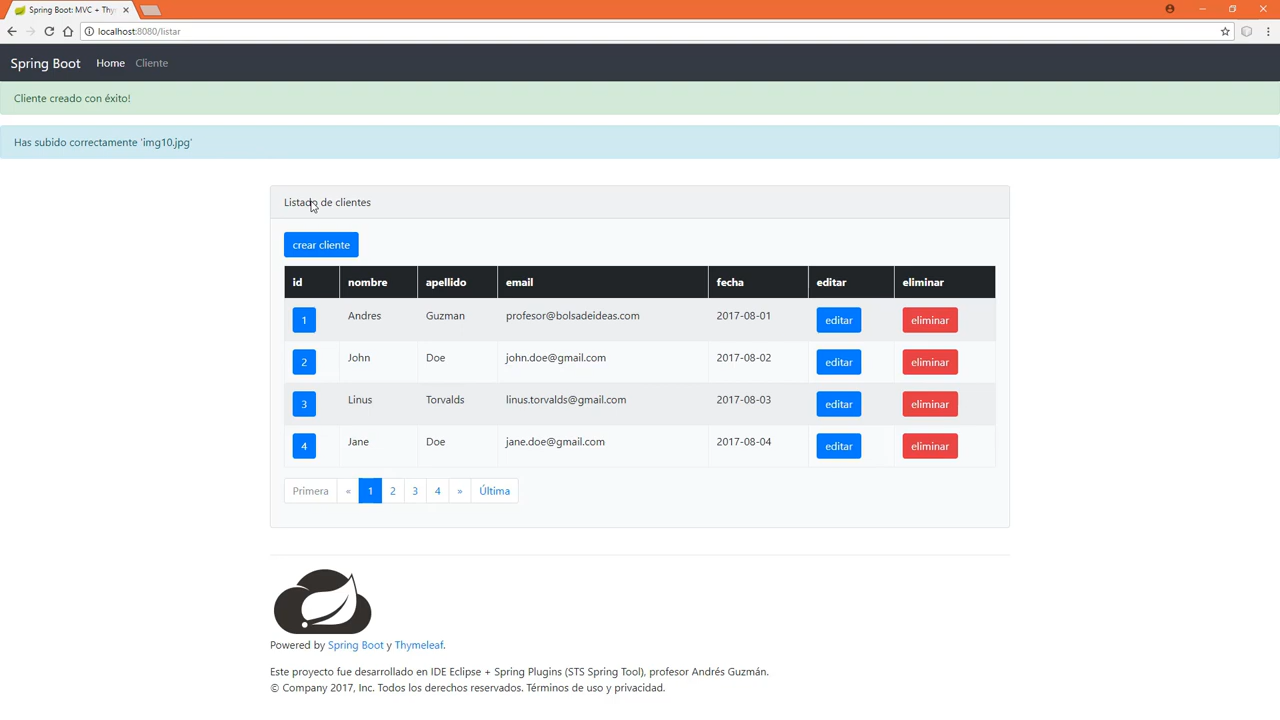 Spring Boot: MVC + Thy
localhost:8080/listar
Spring Boot Home Cliente
Cliente creado con éxito!
Has subido correctamente 'img10.jpg'
Listado de clientes
crear cliente
id nombre apellido email fecha editar eliminar
1 Andres Guzman profesor@bolsadeideas.com 2017-08-01 editar eliminar
2 John Doe john.doe@gmail.com 2017-08-02 editar eliminar
3 Linus Torvalds linus.torvalds@gmail.com 2017-08-03 editar eliminar
4 Jane Doe jane.doe@gmail.com 2017-08-04 editar eliminar
Primera « 1 2 3 4 » Última
Powered by Spring Boot y Thymeleaf.
Este proyecto fue desarrollado en IDE Eclipse + Spring Plugins (STS Spring Tool), profesor Andrés Guzmán.
© Company 2017, Inc. Todos los derechos reservados. Términos de uso y privacidad.